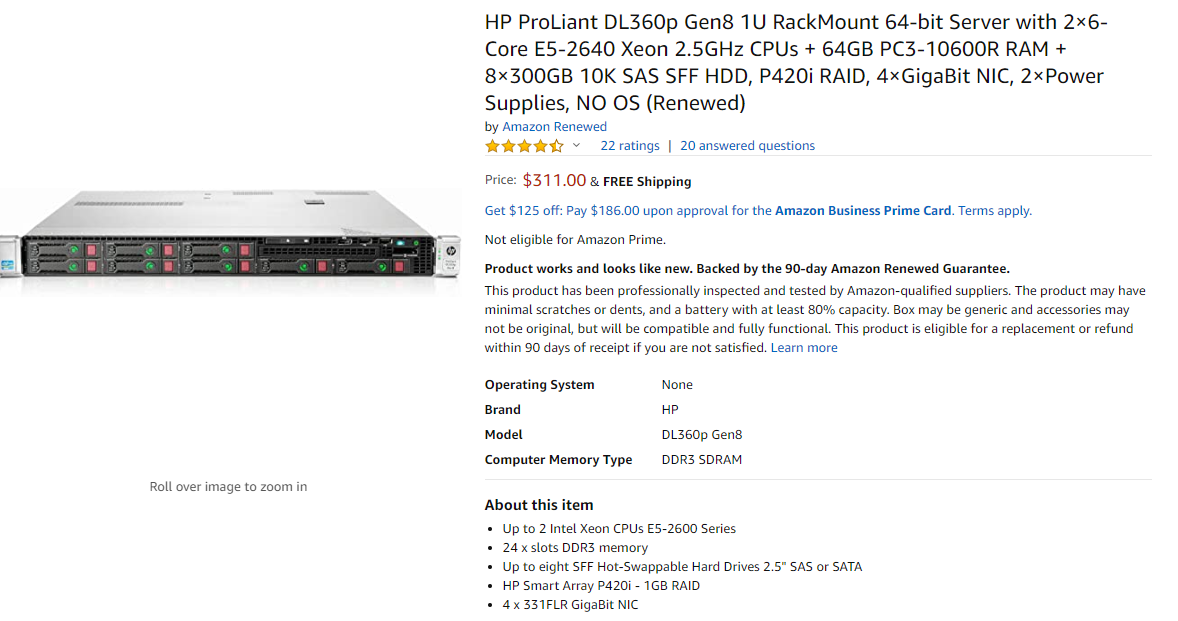 HP ProLiant DL360p Gen8 1U RackMount 64-bit Server with 2×6-
Core E5-2640 Xeon 2.5GHz CPUs + 64GB PC3-10600R RAM +
8×300GB 10K SAS SFF HDD, P420i RAID, 4×GigaBit NIC, 2×Power
Supplies, NO OS (Renewed)
by Amazon Renewed
22 ratings | 20 answered questions
Price: $311.00 & FREE Shipping
Get $125 off: Pay $186.00 upon approval for the Amazon Business Prime Card. Terms apply.
Not eligible for Amazon Prime.
Product works and looks like new. Backed by the 90-day Amazon Renewed Guarantee.
This product has been professionally inspected and tested by Amazon-qualified suppliers. The product may have
minimal scratches or dents, and a battery with at least 80% capacity. Box may be generic and accessories may
not be original, but will be compatible and fully functional. This product is eligible for a replacement or refund
within 90 days of receipt if you are not satisfied. Learn more
Operating System None
Brand HP
Model DL360p Gen8
Computer Memory Type DDR3 SDRAM
Roll over image to zoom in
About this item
• Up to 2 Intel Xeon CPUs E5-2600 Series
• 24 x slots DDR3 memory
• Up to eight SFF Hot-Swappable Hard Drives 2.5" SAS or SATA
• HP Smart Array P420i - 1GB RAID
• 4 x 331FLR GigaBit NIC